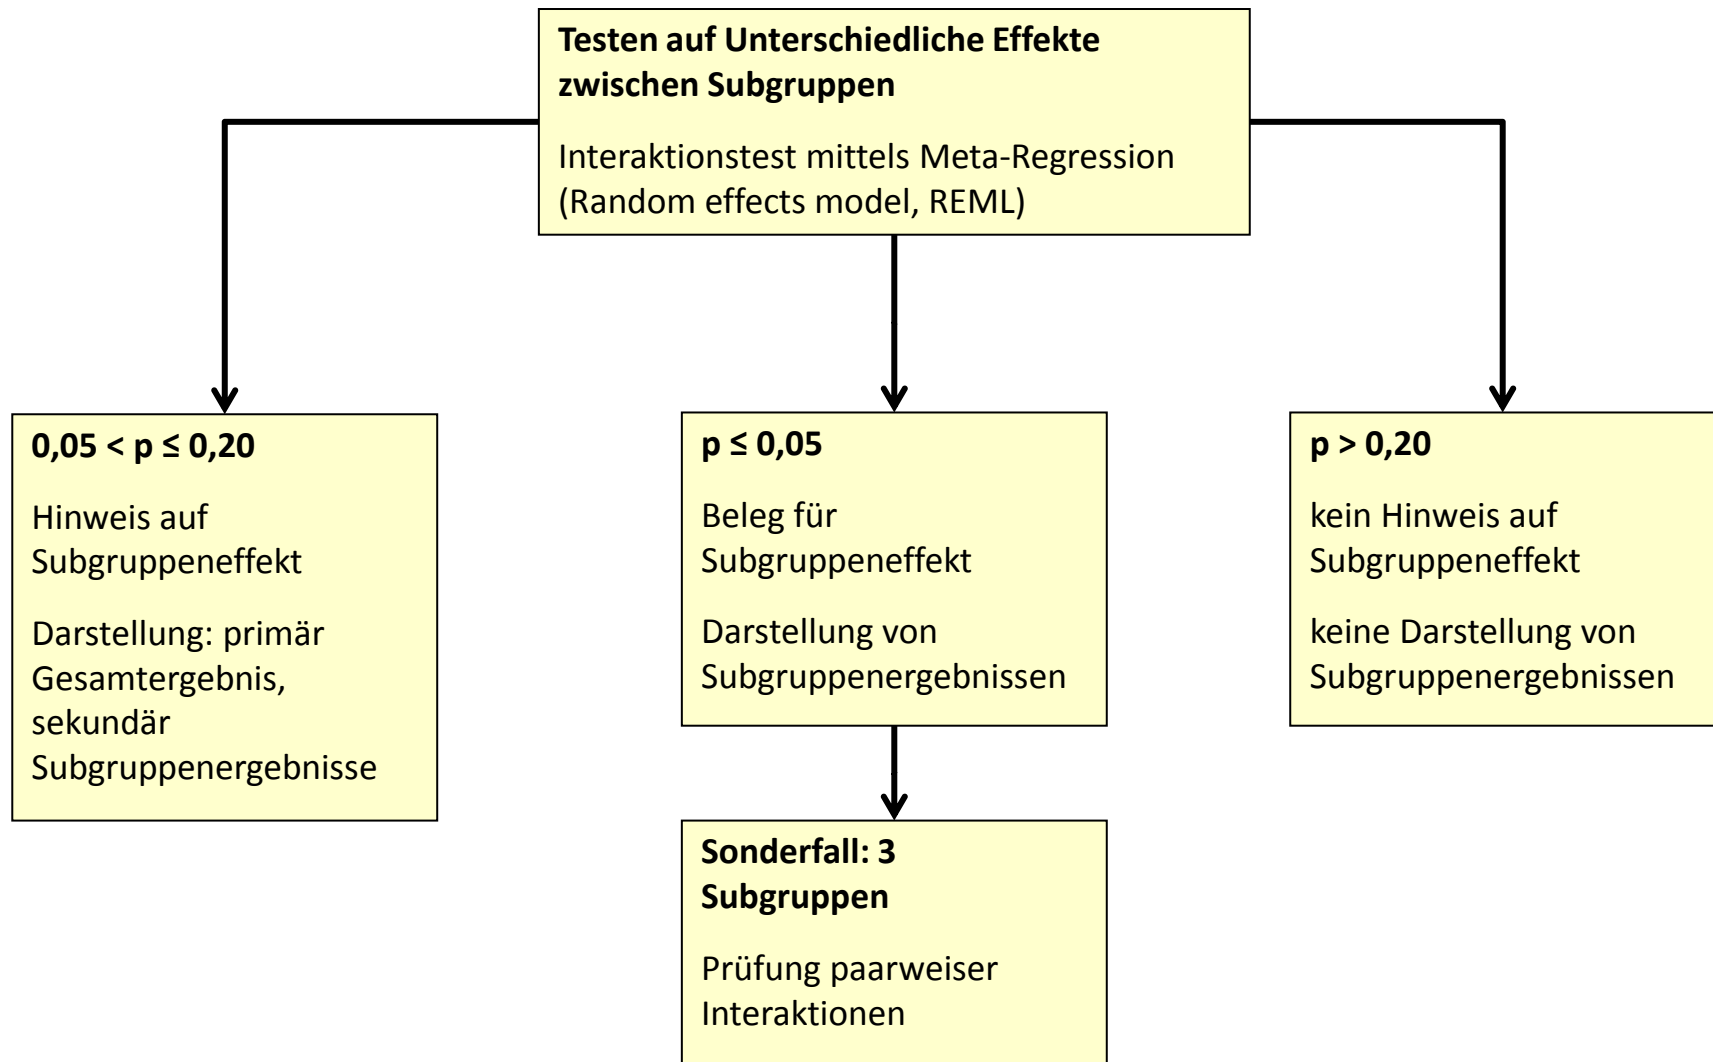 Testen auf Unterschiedliche Effekte
zwischen Subgruppen
Interaktionstest mittels Meta-Regression
(Random effects model, REML)
0,05 < p ≤ 0,20
Hinweis auf
Subgruppeneffekt
Darstellung: primär
Gesamtergebnis,
sekundär
Subgruppenergebnisse
p ≤ 0,05
Beleg für
Subgruppeneffekt
Darstellung von
Subgruppenergebnissen
p > 0,20
kein Hinweis auf
Subgruppeneffekt
keine Darstellung von
Subgruppenergebnissen
Sonderfall: 3
Subgruppen
Prüfung paarweiser
Interaktionen